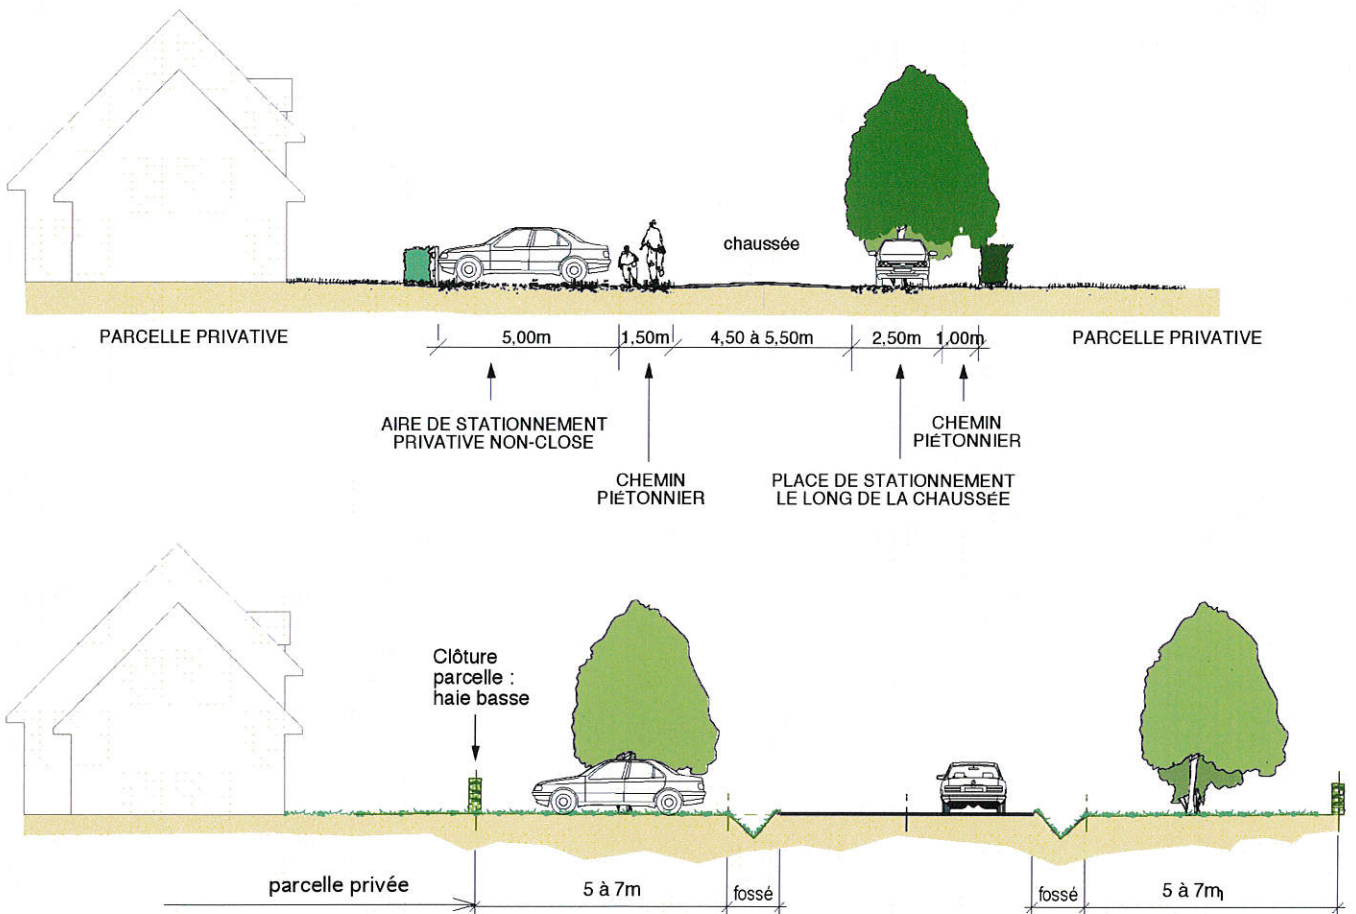 chaussée
PARCELLE PRIVATIVE
5,00m
1,50m
4,50 à 5,50m
2,50m
1,00m
PARCELLE PRIVATIVE
AIRE DE STATIONNEMENT
PRIVATIVE NON-CLOSE
CHEMIN
PIÉTONNIER
CHEMIN
PIÉTONNIER
PLACE DE STATIONNEMENT
LE LONG DE LA CHAUSSÉE
Clôture
parcelle :
haie basse
parcelle privée
5 à 7m
fossé
fossé
5 à 7m